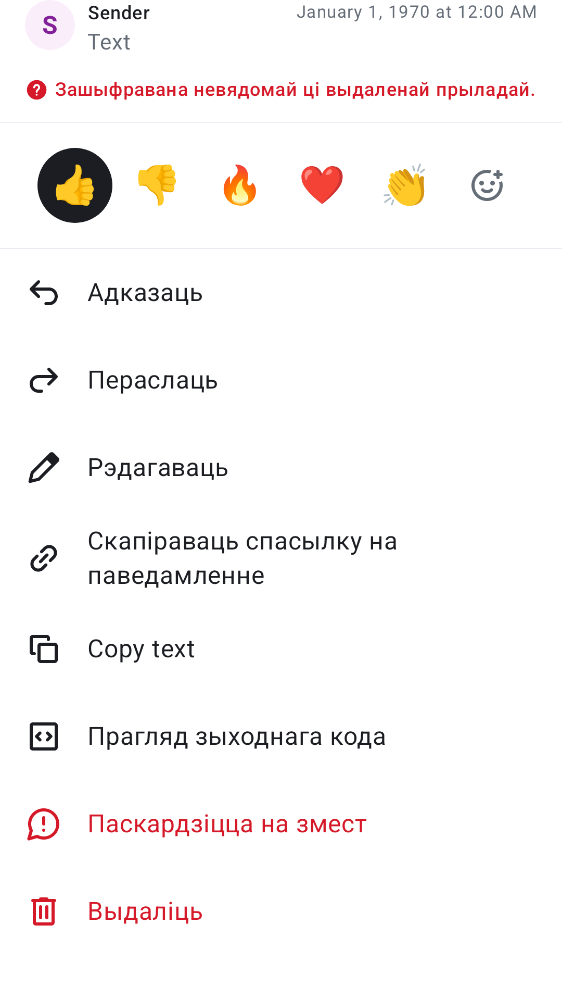 S
Sender
January 1, 1970 at 12:00 AM
Text
Зашыфравана невядомай ці выдаленай прыладай.
Адказаць
Пераслаць
Рэдагаваць
Скапіраваць спасылку на
паведамленне
Copy text
Прагляд зыходнага кода
Паскардзіцца на змест
Выдаліць